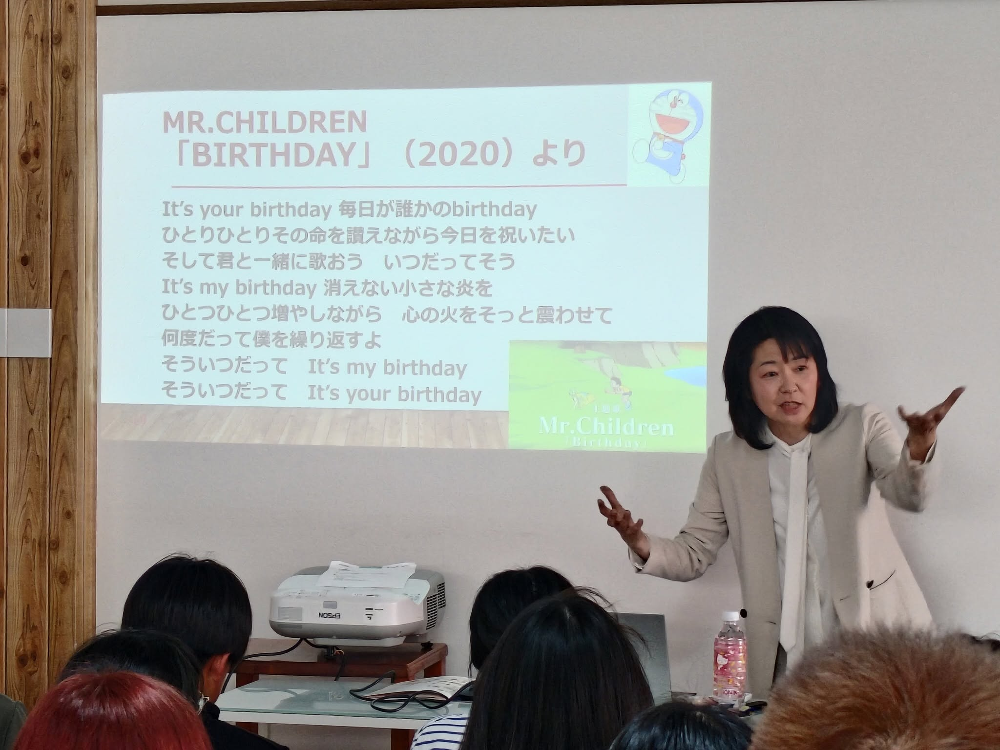 MR.CHILDREN
「BIRTHDAY」（2020）より
It's your birthday 毎日が誰かのbirthday
ひとりひとりその命を讃えながら今日を祝いたい
そして君と一緒に歌おう　いつだってそう
It's my birthday 消えない小さな炎を
ひとつひとつ増やしながら　心の火をそっと震わせて
何度だって僕を繰り返すよ
そういつだって　It's my birthday
そういつだって　It's your birthday
主題歌
Mr.Children
「Birthday」
EPSON